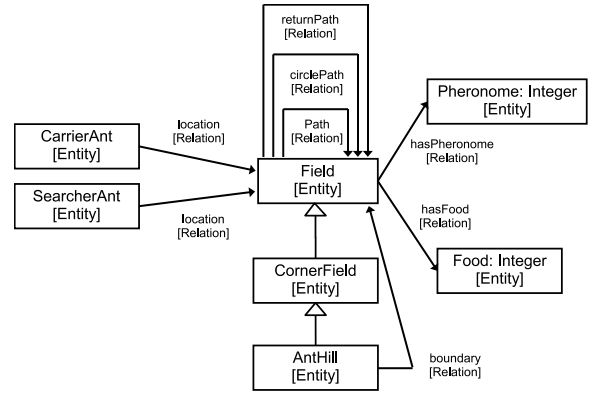 returnPath
[Relation]
circlePath
[Relation]
Path
[Relation]
location
[Relation]
CarrierAnt
[Entity]
SearcherAnt
[Entity]
location
[Relation]
Field
[Entity]
Pheronome: Integer
[Entity]
hasPheronome
[Relation]
hasFood
[Relation]
Food: Integer
[Entity]
CornerField
[Entity]
AntHill
[Entity]
boundary
[Relation]